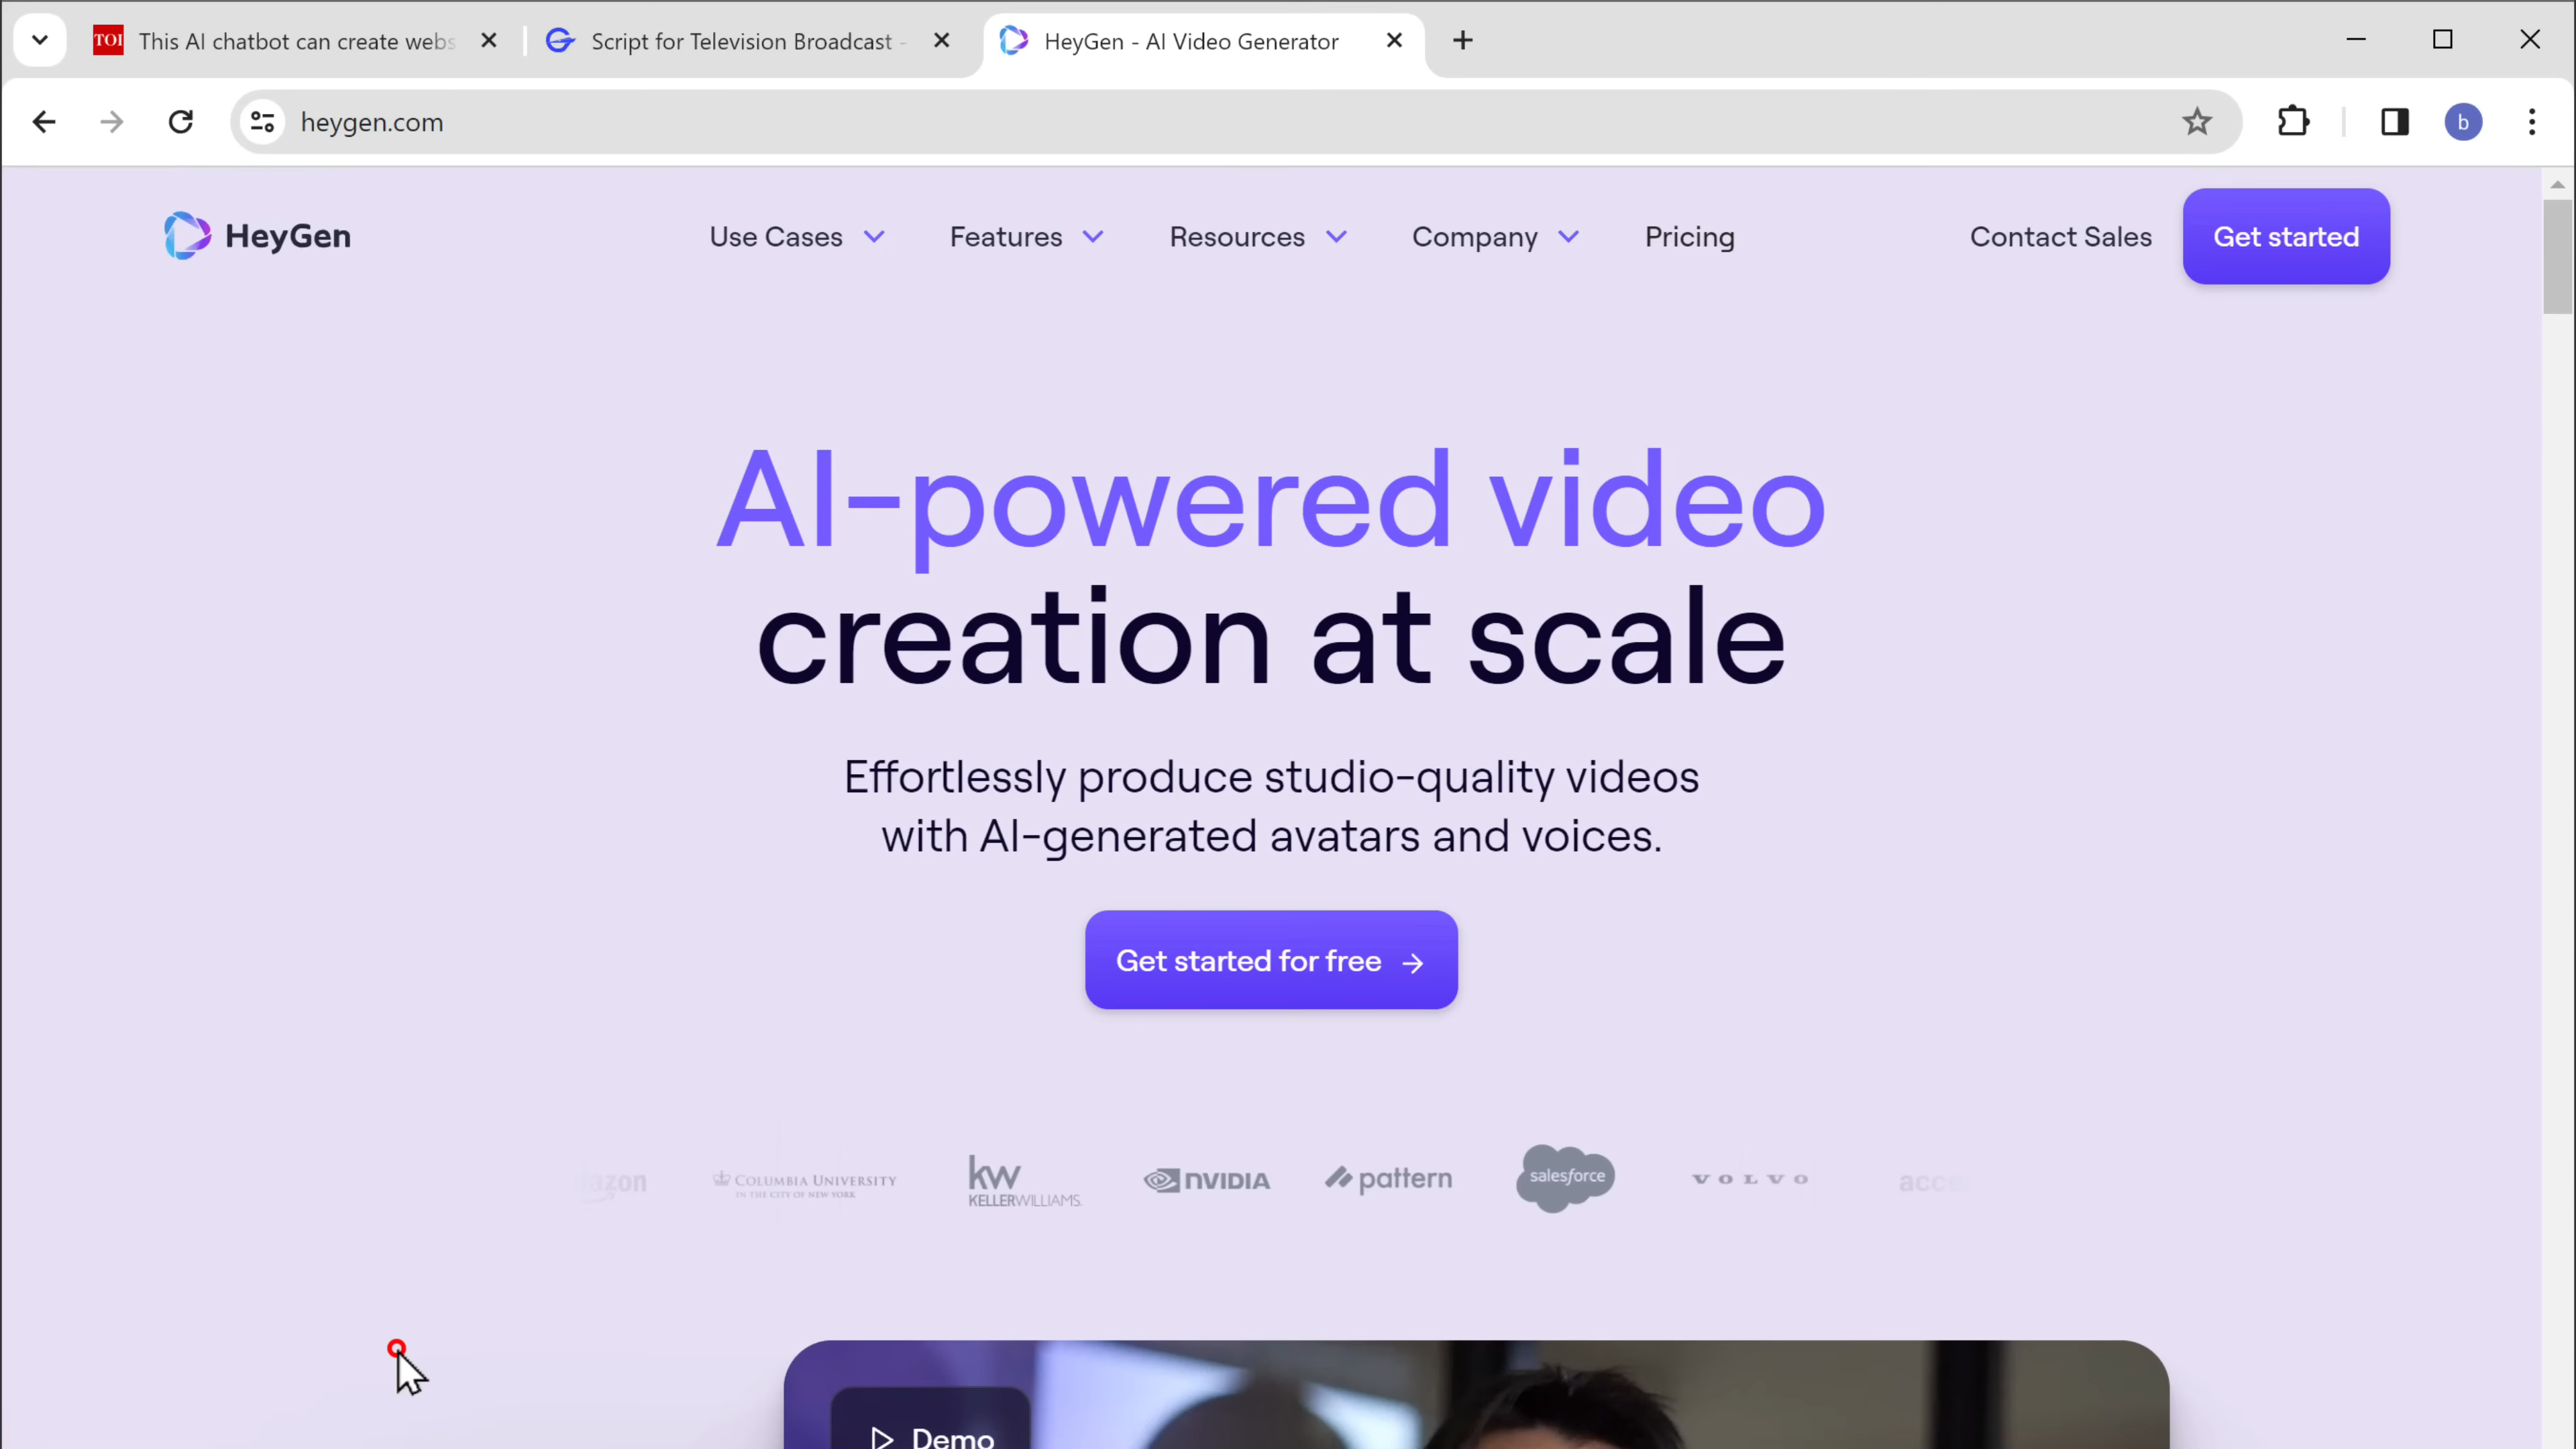 TOI This AI chatbot can create webs
Script for Television Broadcast -
HeyGen - AI Video Generator
heygen.com
b
HeyGen
Use Cases
Features
Resources
Company
Pricing
Contact Sales
Get started
AI-powered video
creation at scale
Effortlessly produce studio-quality videos
with AI-generated avatars and voices.
Get started for free →
azon
COLUMBIA UNIVERSITY
IN THE CITY OF NEW YORK
kw
KELLERWILLIAMS.
NVIDIA
pattern
salesforce
VOLVO
acce
Demo